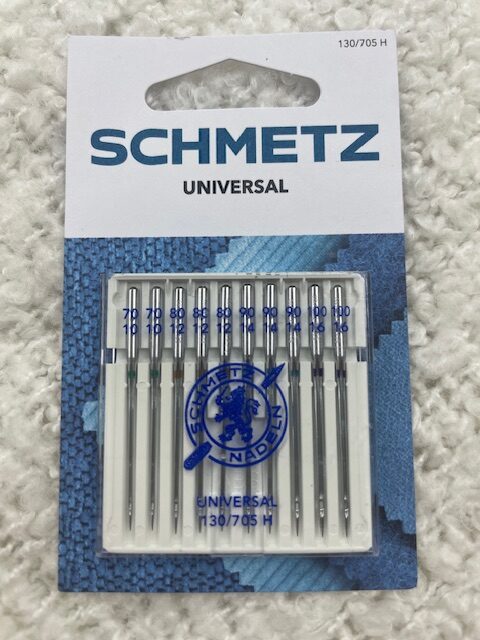 130/705 H
SCHMETZ
UNIVERSAL
70 70 80 80 80 90 90 90 100 100
10 10 12 12 12 14 14 14 16 16
SCHMETZ
NADELN
UNIVERSAL
130/705 H